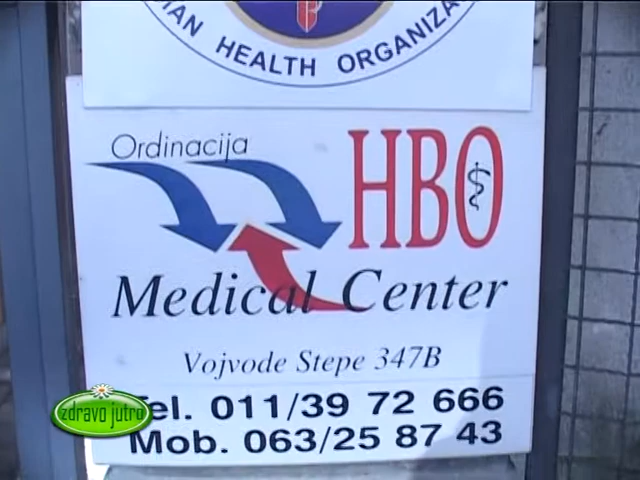 HEALTH ORGANIZA
Ordinacija
HBO
Medical Center
Vojvode Stepe 347B
Tel. 011/39 72 666
Mob. 063/25 87 43
zdravo jutro